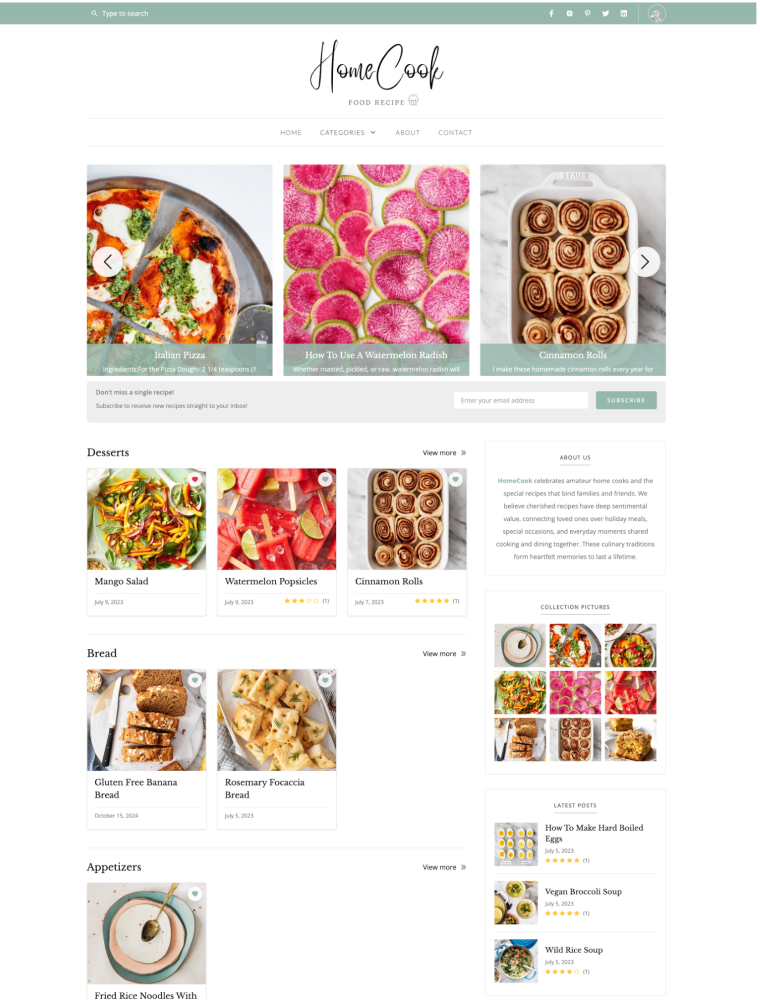 Type to search
HomeCook
FOOD RECIPE
HOME CATEGORIES ABOUT CONTACT
Italian Pizza
Ingredients:For the Pizza Dough:- 2 1/4 teaspoons (1
How To Use A Watermelon Radish
Whether roasted, pickled, or raw, watermelon radish will
STAUB
Cinnamon Rolls
I make these homemade cinnamon rolls every year for
Don't miss a single recipe!
Subscribe to receive new recipes straight to your inbox!
Enter your email address
SUBSCRIBE
Desserts
View more
Mango Salad
July 9, 2023
Watermelon Popsicles
July 9, 2023 (1)
Cinnamon Rolls
July 7, 2023 (1)
Bread
View more
Gluten Free Banana
Bread
October 15, 2024
Rosemary Focaccia
Bread
July 5, 2023
Appetizers
View more
Fried Rice Noodles With
ABOUT US
HomeCook celebrates amateur home cooks and the
special recipes that bind families and friends. We
believe cherished recipes have deep sentimental
value, connecting loved ones over holiday meals,
special occasions, and everyday moments shared
cooking and dining together. These culinary traditions
form heartfelt memories to last a lifetime.
COLLECTION PICTURES
LATEST POSTS
How To Make Hard Boiled
Eggs
July 5, 2023
(1)
Vegan Broccoli Soup
July 5, 2023
(1)
Wild Rice Soup
July 5, 2023
(1)